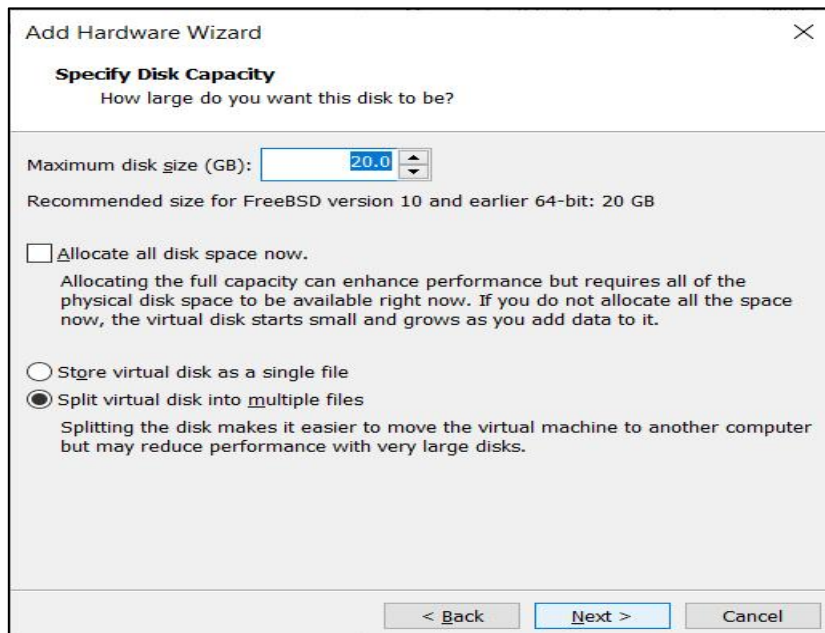 Add Hardware Wizard
Specify Disk Capacity
How large do you want this disk to be?
Maximum disk size (GB): 20.0
Recommended size for FreeBSD version 10 and earlier 64-bit: 20 GB
Allocate all disk space now.
Allocating the full capacity can enhance performance but requires all of the
physical disk space to be available right now. If you do not allocate all the space
now, the virtual disk starts small and grows as you add data to it.
Store virtual disk as a single file
Split virtual disk into multiple files
Splitting the disk makes it easier to move the virtual machine to another computer
but may reduce performance with very large disks.
< Back Next > Cancel